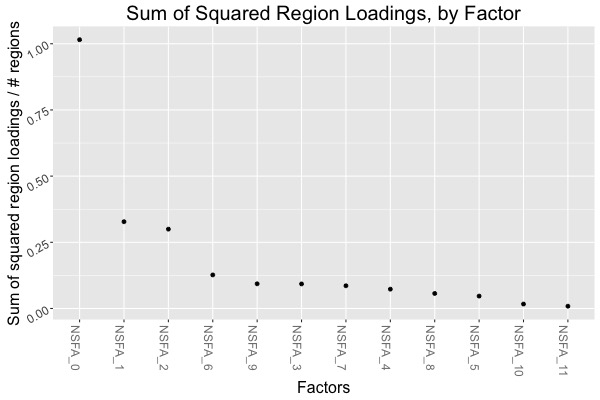 Sum of Squared Region Loadings, by Factor
Sum of squared region loadings / # regions
1.00
0.75
0.50
0.25
0.00
NSFA_0
NSFA_1
NSFA_2
NSFA_6
NSFA_9
NSFA_3
NSFA_7
NSFA_4
NSFA_8
NSFA_5
NSFA_10
NSFA_11
Factors